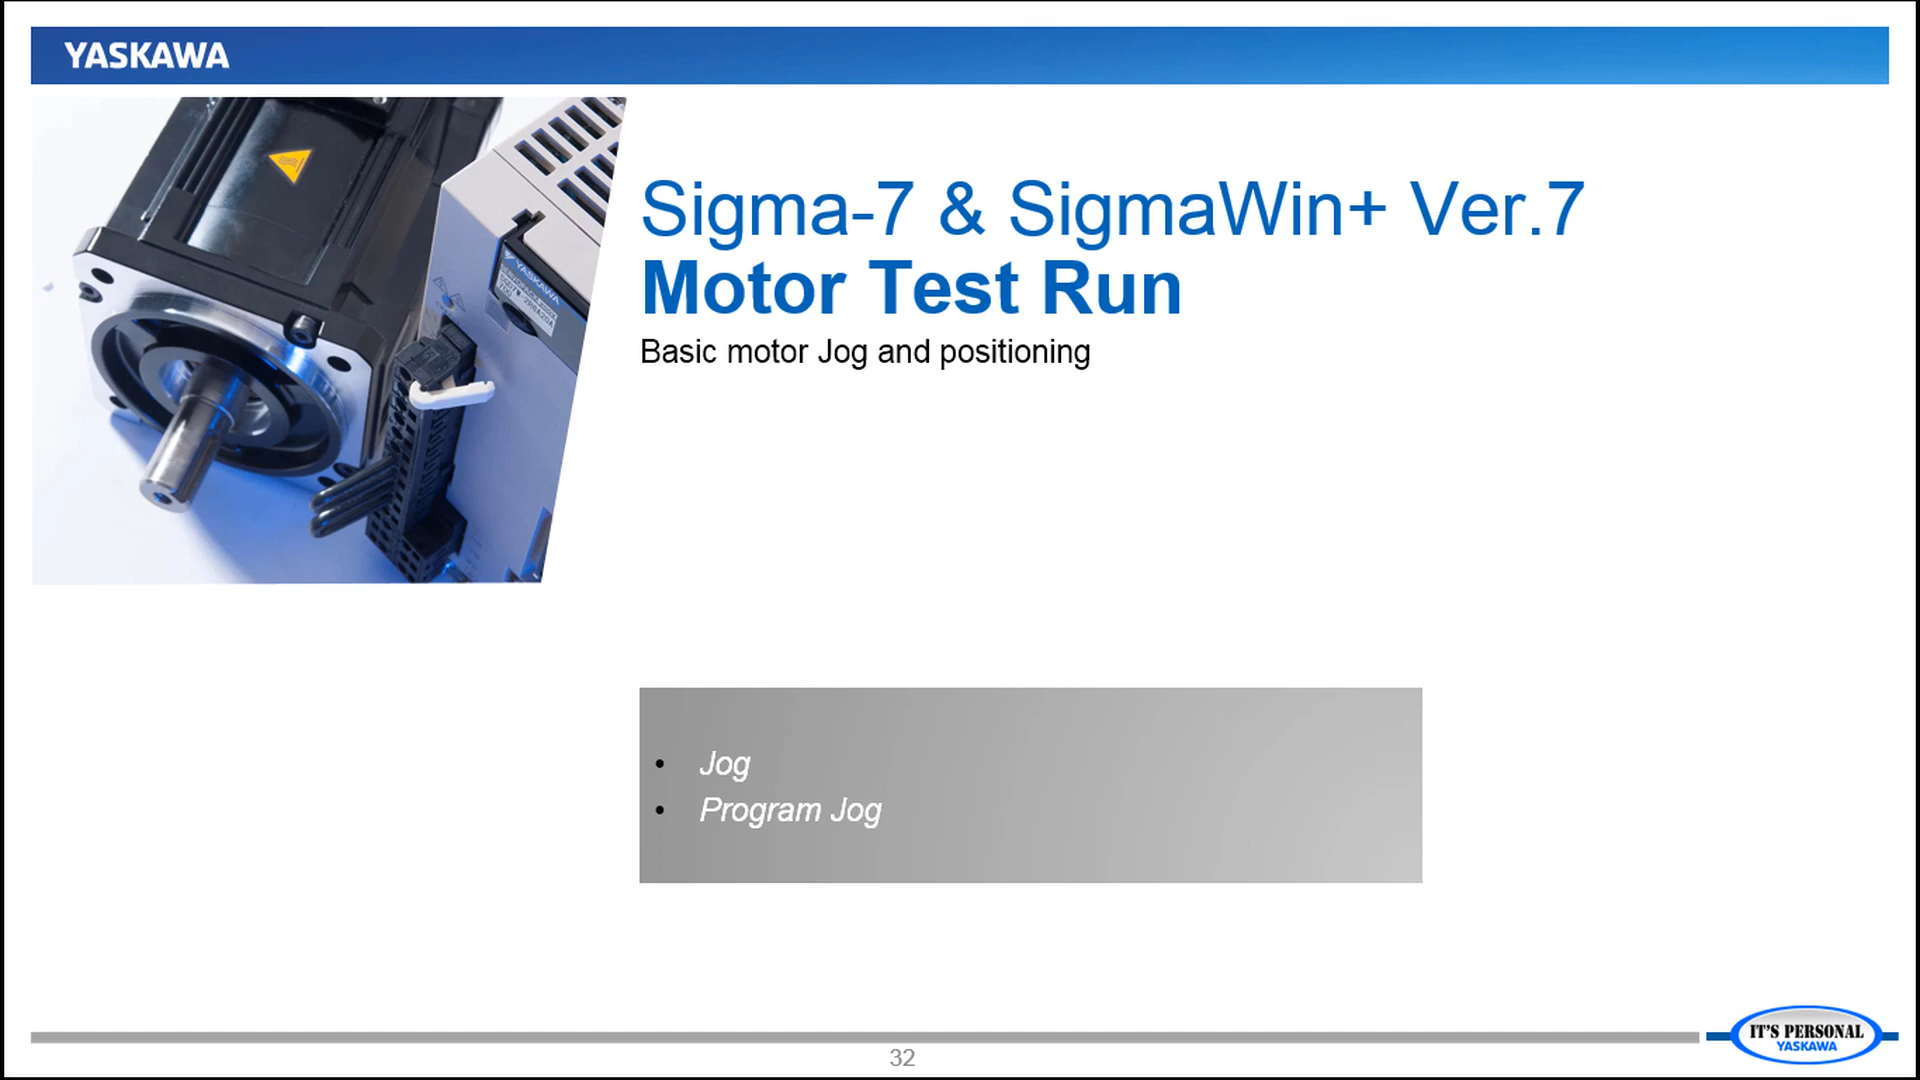 YASKAWA
Sigma-7 & SigmaWin+ Ver.7
Motor Test Run
Basic motor Jog and positioning
YASKAWA
• Jog
• Program Jog
32
IT'S PERSONAL
YASKAWA